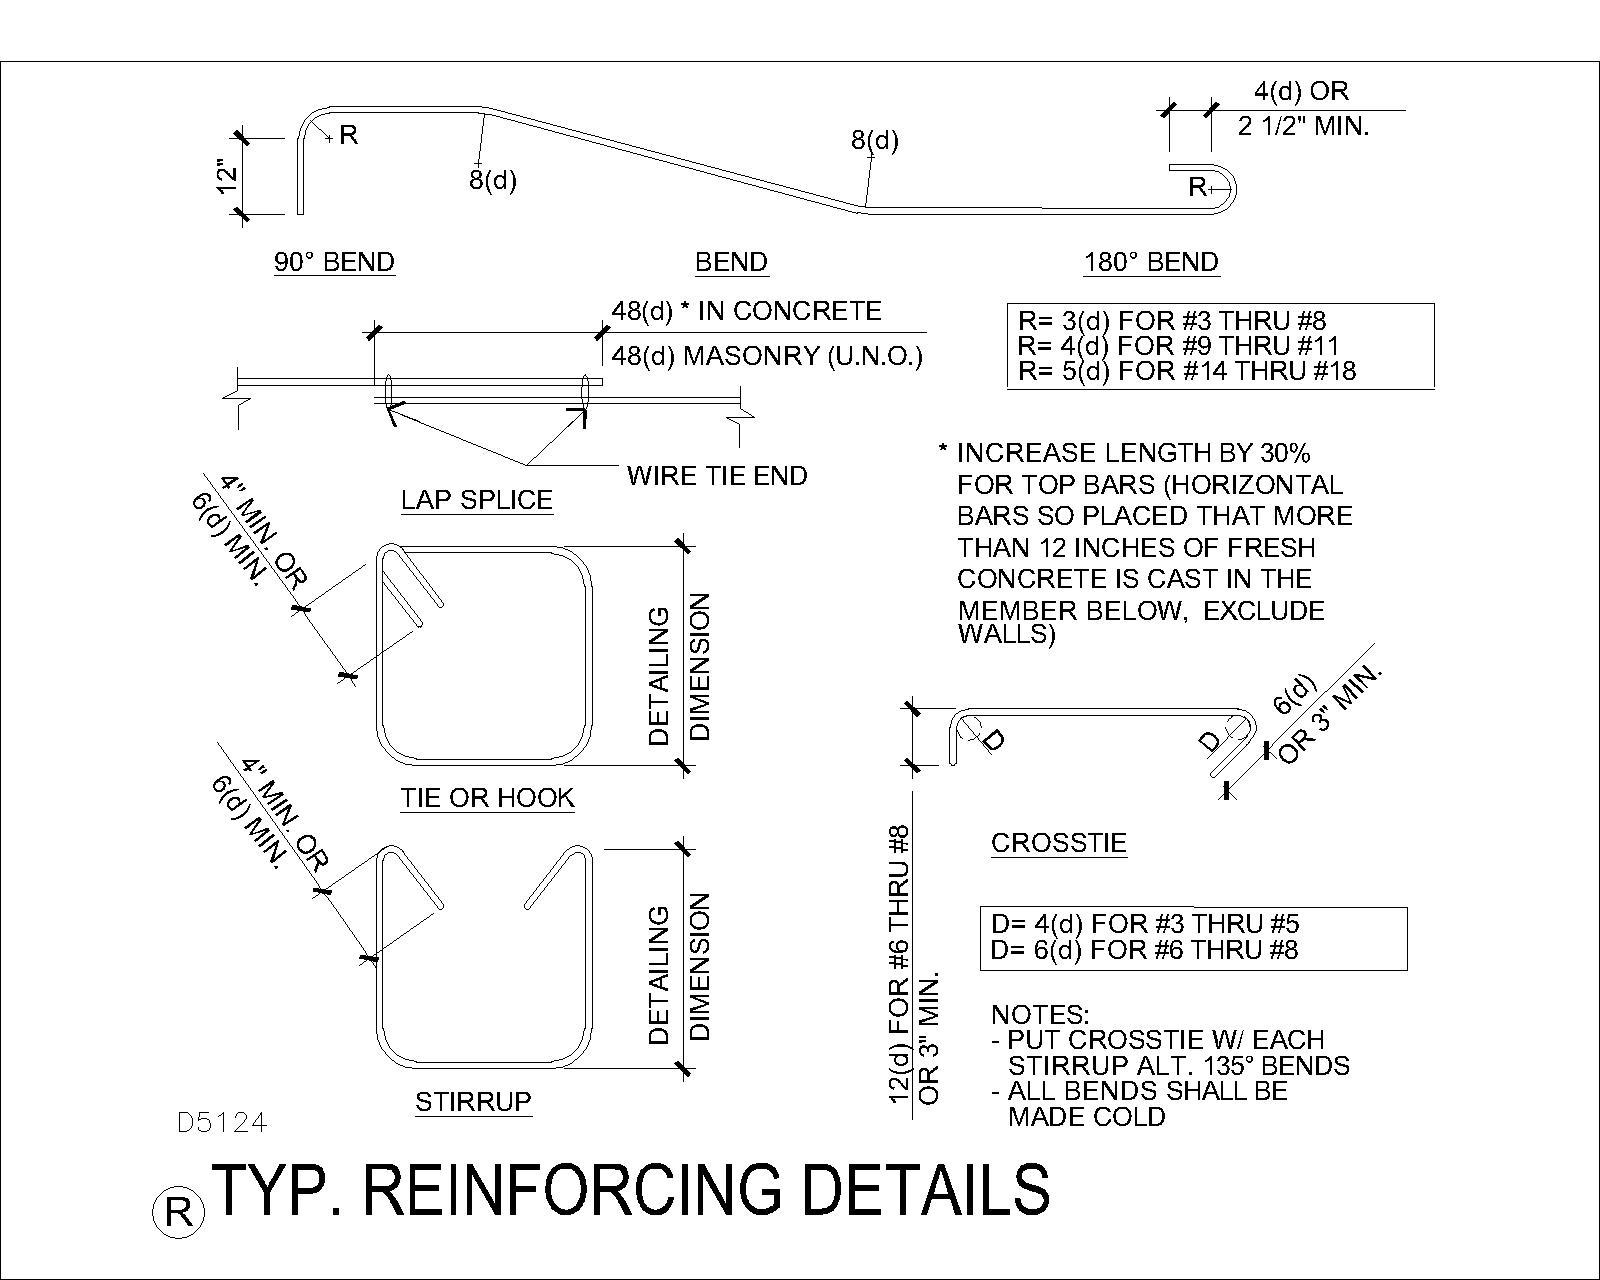 4(d) OR
2 1/2" MIN.
R
12"
8(d)
8(d)
R
90° BEND
BEND
180° BEND
48(d) * IN CONCRETE
48(d) MASONRY (U.N.O.)
WIRE TIE END
LAP SPLICE
R= 3(d) FOR #3 THRU #8
R= 4(d) FOR #9 THRU #11
R= 5(d) FOR #14 THRU #18
* INCREASE LENGTH BY 30%
FOR TOP BARS (HORIZONTAL
BARS SO PLACED THAT MORE
THAN 12 INCHES OF FRESH
CONCRETE IS CAST IN THE
MEMBER BELOW, EXCLUDE
WALLS)
4" MIN. OR
6(d) MIN.
DETAILING
DIMENSION
TIE OR HOOK
4" MIN. OR
6(d) MIN.
DETAILING
DIMENSION
STIRRUP
D
D
6(d)
OR 3" MIN.
12(d) FOR #6 THRU #8
OR 3" MIN.
CROSSTIE
D= 4(d) FOR #3 THRU #5
D= 6(d) FOR #6 THRU #8
NOTES:
- PUT CROSSTIE W/ EACH
STIRRUP ALT. 135° BENDS
- ALL BENDS SHALL BE
MADE COLD
D5124
R TYP. REINFORCING DETAILS